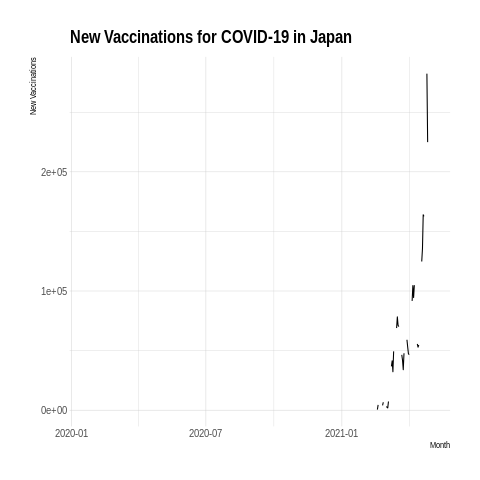 New Vaccinations for COVID-19 in Japan
New Vaccinations
2e+05
1e+05
0e+00
2020-01 2020-07 2021-01
Month